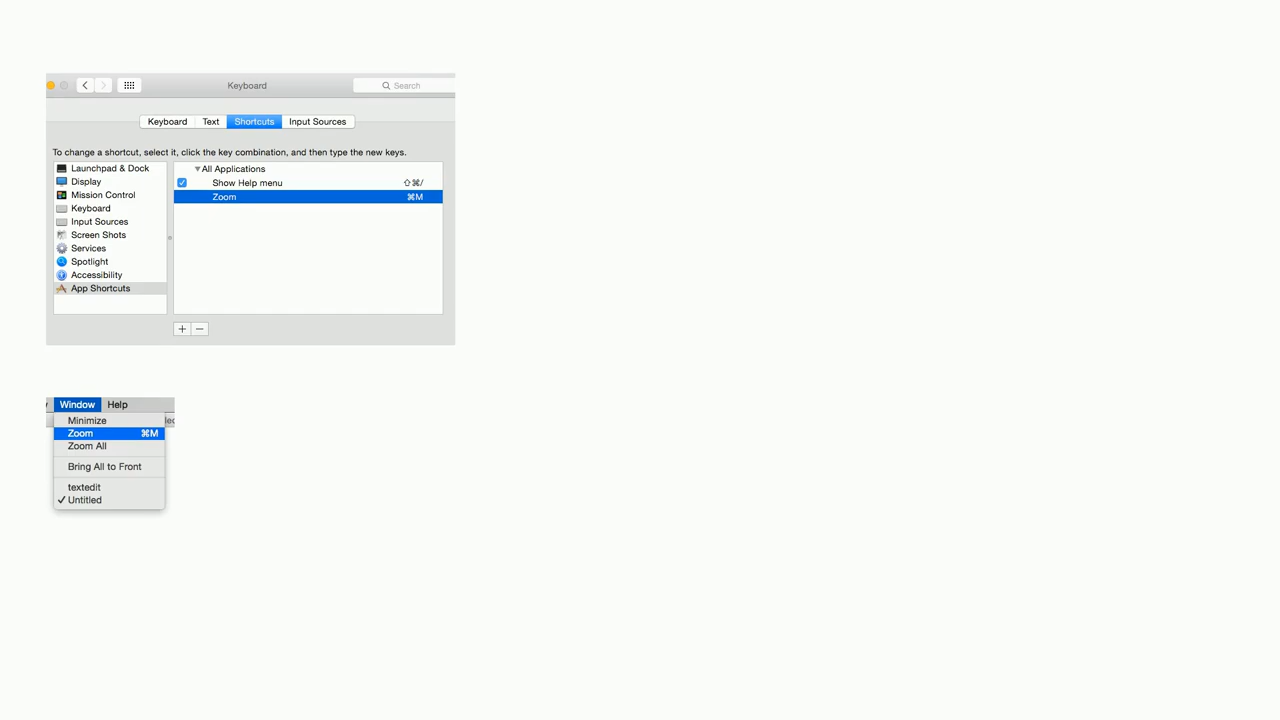 Keyboard
Search
Keyboard Text Shortcuts Input Sources
To change a shortcut, select it, click the key combination, and then type the new keys.
Launchpad & Dock
Display
Mission Control
Keyboard
Input Sources
Screen Shots
Services
Spotlight
Accessibility
App Shortcuts
All Applications
Show Help menu ⇧⌘/
Zoom ⌘M
Window Help
Minimize
Zoom ⌘M
Zoom All
Bring All to Front
textedit
✓ Untitled